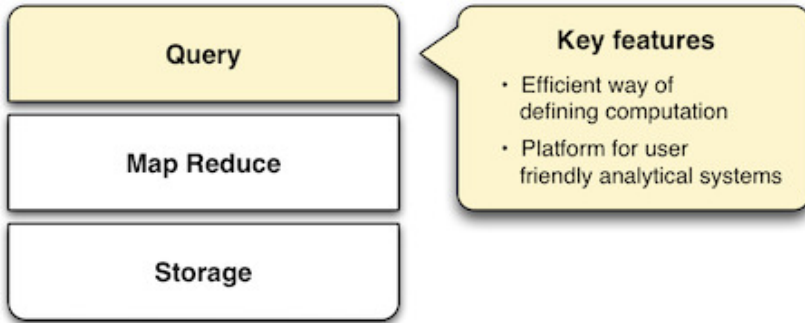 Query
Map Reduce
Storage
Key features
• Efficient way of
defining computation
• Platform for user
friendly analytical systems